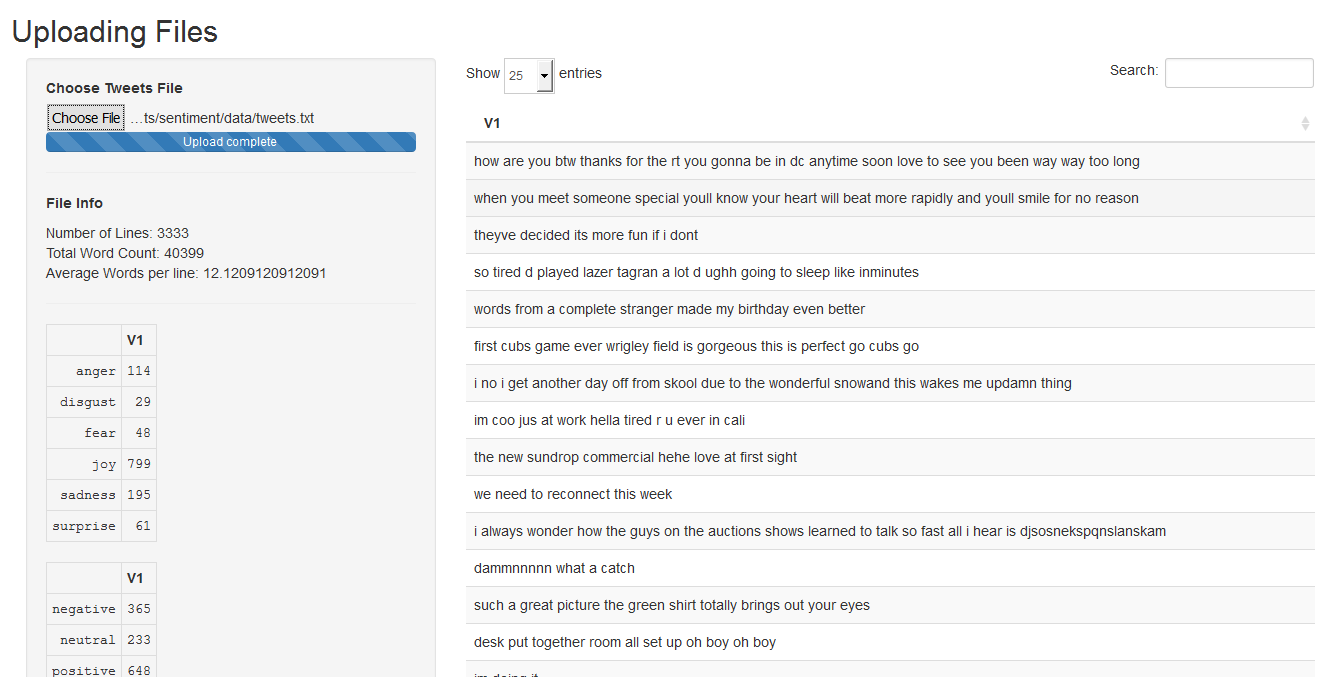 Uploading Files
Choose Tweets File
Choose File …ts/sentiment/data/tweets.txt
Upload complete
File Info
Number of Lines: 3333
Total Word Count: 40399
Average Words per line: 12.1209120912091
V1
anger 114
disgust 29
fear 48
joy 799
sadness 195
surprise 61
V1
negative 365
neutral 233
positive 648
Show 25 entries
Search:
V1
how are you btw thanks for the rt you gonna be in dc anytime soon love to see you been way way too long
when you meet someone special youll know your heart will beat more rapidly and youll smile for no reason
theyve decided its more fun if i dont
so tired d played lazer tagran a lot d ughh going to sleep like inminutes
words from a complete stranger made my birthday even better
first cubs game ever wrigley field is gorgeous this is perfect go cubs go
i no i get another day off from skool due to the wonderful snowand this wakes me updamn thing
im coo jus at work hella tired r u ever in cali
the new sundrop commercial hehe love at first sight
we need to reconnect this week
i always wonder how the guys on the auctions shows learned to talk so fast all i hear is djsosnekspqnslanskam
dammnnnnn what a catch
such a great picture the green shirt totally brings out your eyes
desk put together room all set up oh boy oh boy
im doing it